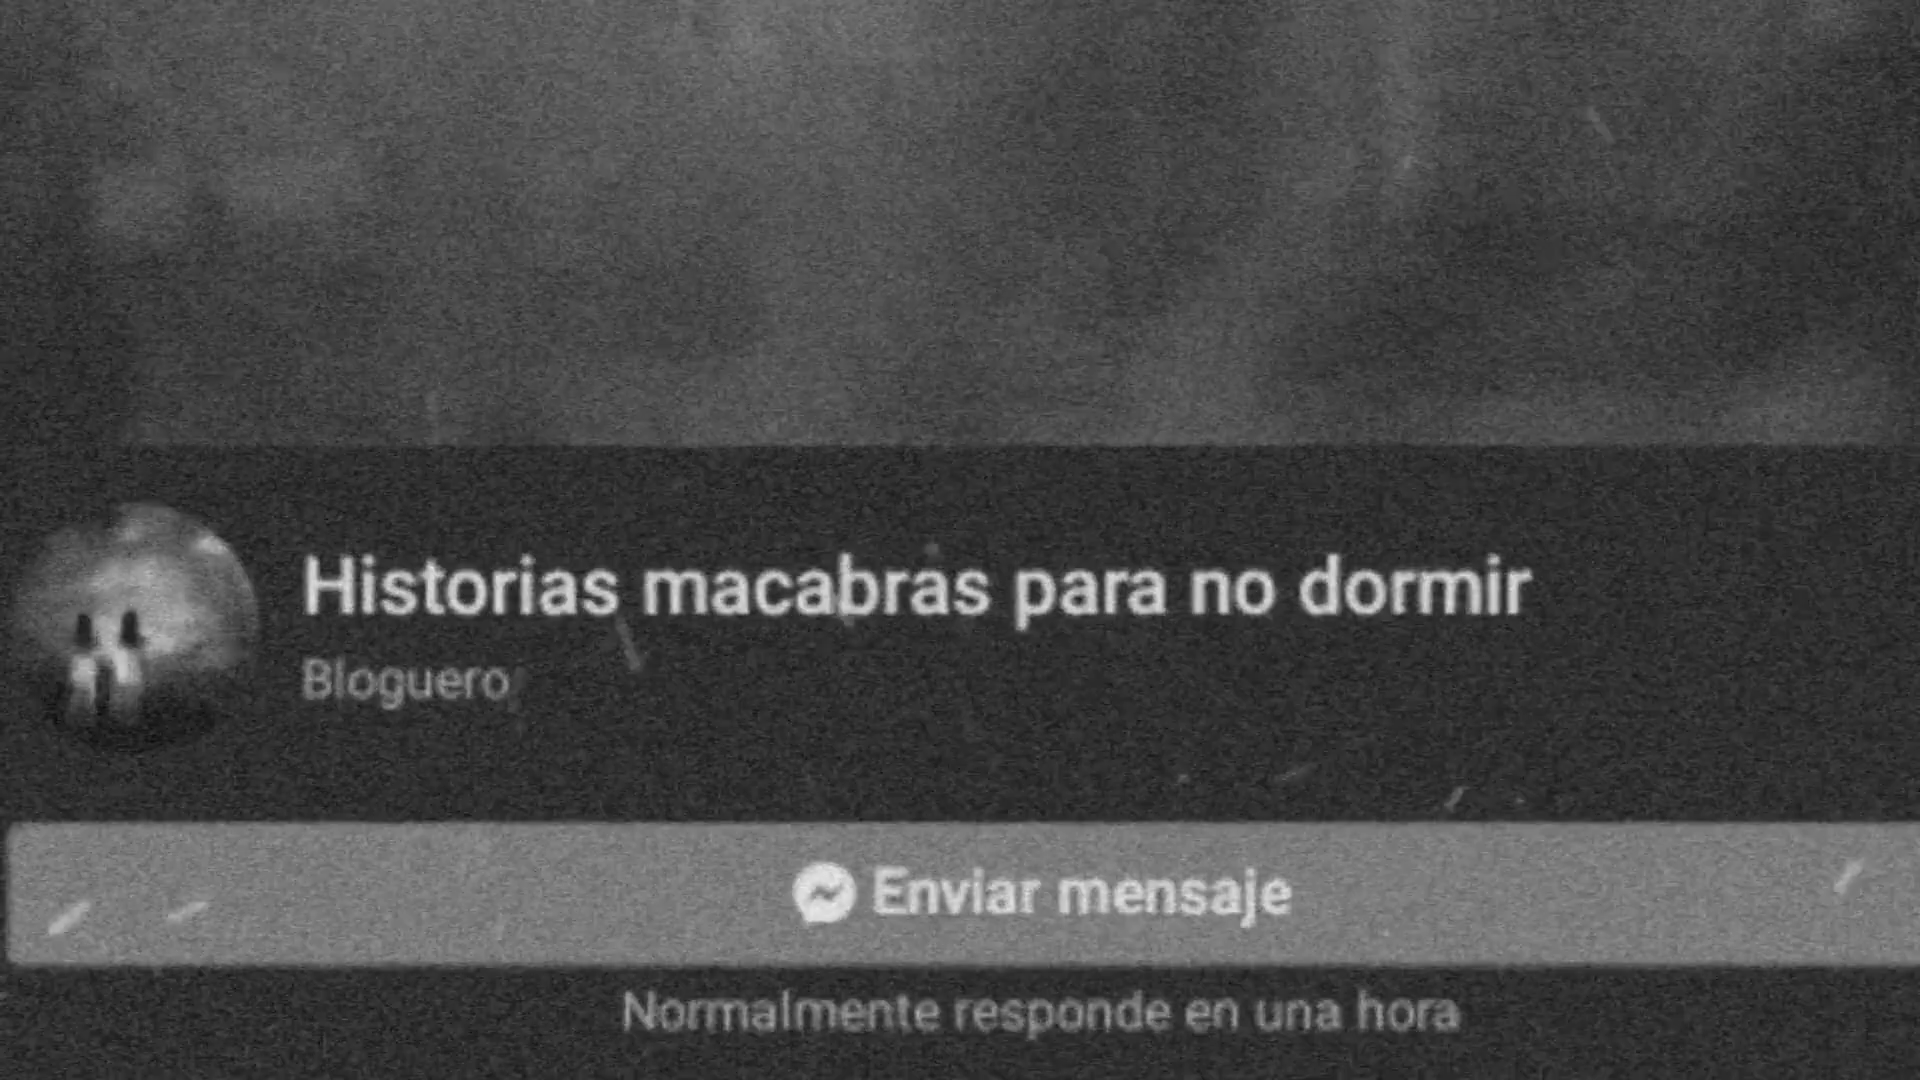 Historias macabras para no dormir
Bloguero
Enviar mensaje
Normalmente responde en una hora